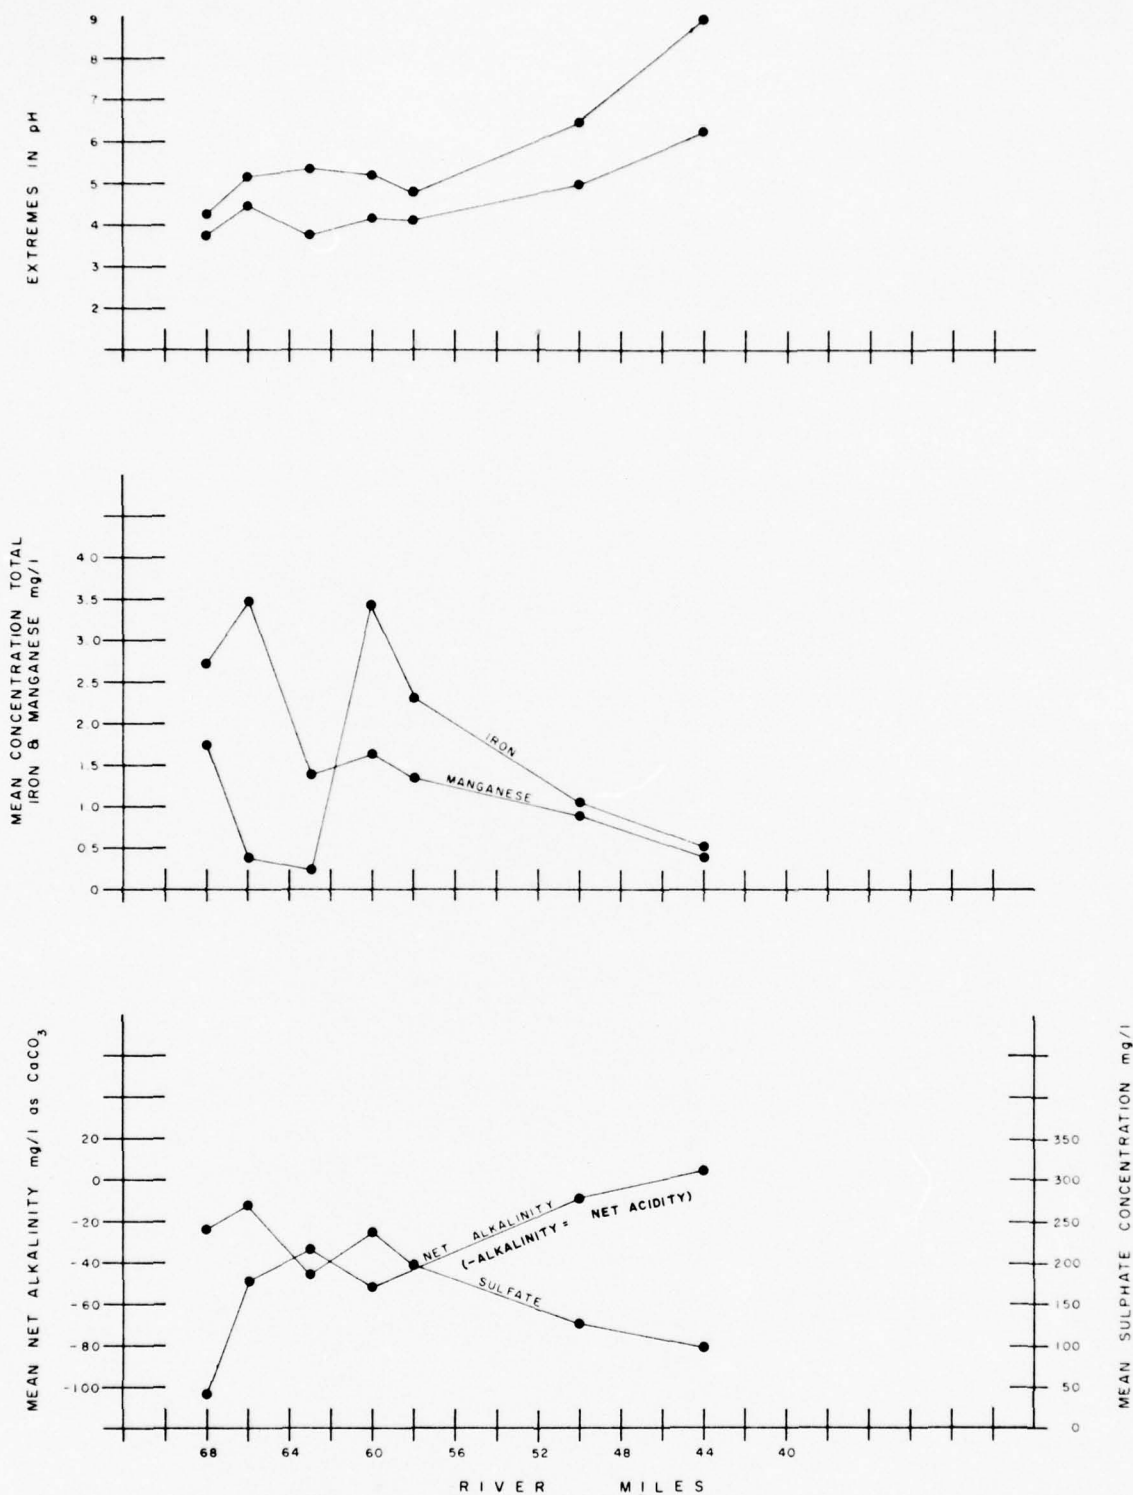 EXTREMES IN pH
9
8
7
6
5
4
3
2
MEAN CONCENTRATION TOTAL
IRON & MANGANESE mg/l
4 0
3.5
3 0
2.5
2 0
1.5
1 0
0 5
0
IRON
MANGANESE
MEAN NET ALKALINITY mg/l as CaCO3
20
0
-20
-40
-60
-80
-100
NET ALKALINITY
(-ALKALINITY = NET ACIDITY)
SULFATE
350
300
250
200
150
100
50
0
MEAN SULPHATE CONCENTRATION mg/l
68 64 60 56 52 48 44 40
RIVER MILES